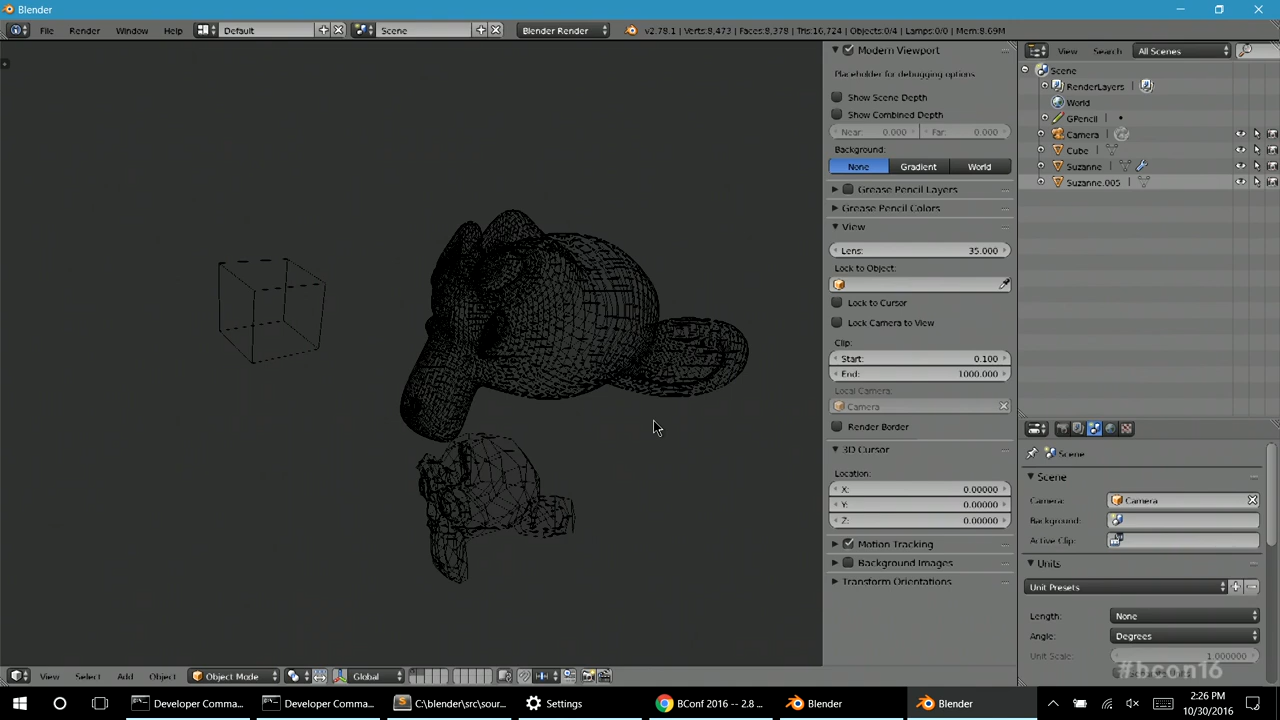 Blender
File Render Window Help Default Scene Blender Render v2.78.1 | Verts:8,473 | Faces:8,378 | Tris:16,724 | Objects:0/4 | Lamps:0/0 | Mem:8.69M
Modern Viewport
Placeholder for debugging options
Show Scene Depth
Show Combined Depth
Near: 0.000 Far: 0.000
Background:
None Gradient World
Grease Pencil Layers
Grease Pencil Colors
View
Lens: 35.000
Lock to Object:
Lock to Cursor
Lock Camera to View
Clip:
Start: 0.100
End: 1000.000
Local Camera:
Camera
Render Border
3D Cursor
Location:
X: 0.00000
Y: 0.00000
Z: 0.00000
Motion Tracking
Background Images
Transform Orientations
View Search All Scenes
Scene
RenderLayers
World
GPencil
Camera
Cube
Suzanne
Suzanne.005
Scene
Scene
Camera: Camera
Background:
Active Clip:
Units
Unit Presets
Length: None
Angle: Degrees
Unit Scale: 1.000000
#bcon16
View Select Add Object Object Mode Global
Developer Comma... Developer Comma... C:\blender\src\sour... Settings BConf 2016 -- 2.8 ... Blender Blender
2:26 PM
10/30/2016